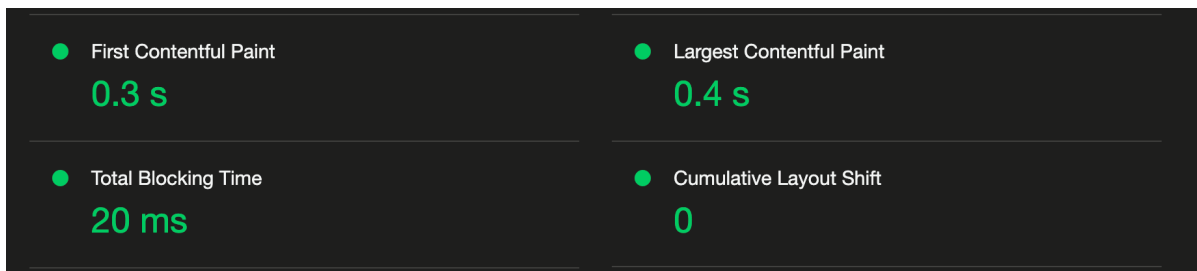 First Contentful Paint
0.3 s
Largest Contentful Paint
0.4 s
Total Blocking Time
20 ms
Cumulative Layout Shift
0